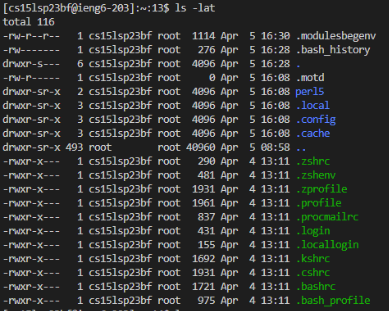 [cs15lsp23bf@ieng6-203]:~:13$ ls -lat
total 116
-rw-r--r-- 1 cs15lsp23bf root 1114 Apr 5 16:30 .modulesbegenv
-rw------- 1 cs15lsp23bf root 276 Apr 5 16:28 .bash_history
drwxr-s--- 6 cs15lsp23bf root 4096 Apr 5 16:28 .
-rw-r----- 1 cs15lsp23bf root 0 Apr 5 16:08 .motd
drwxr-sr-x 2 cs15lsp23bf root 4096 Apr 5 16:08 perl5
drwxr-sr-x 3 cs15lsp23bf root 4096 Apr 5 16:08 .local
drwxr-sr-x 3 cs15lsp23bf root 4096 Apr 5 16:08 .config
drwxr-sr-x 3 cs15lsp23bf root 4096 Apr 5 16:08 .cache
drwxr-sr-x 493 root root 40960 Apr 5 08:58 ..
-rwxr-x--- 1 cs15lsp23bf root 290 Apr 4 13:11 .zshrc
-rwxr-x--- 1 cs15lsp23bf root 481 Apr 4 13:11 .zshenv
-rwxr-x--- 1 cs15lsp23bf root 1931 Apr 4 13:11 .zprofile
-rwxr-x--- 1 cs15lsp23bf root 1961 Apr 4 13:11 .profile
-rwxr-x--- 1 cs15lsp23bf root 837 Apr 4 13:11 .procmailrc
-rwxr-x--- 1 cs15lsp23bf root 431 Apr 4 13:11 .login
-rwxr-x--- 1 cs15lsp23bf root 155 Apr 4 13:11 .locallogin
-rwxr-x--- 1 cs15lsp23bf root 1692 Apr 4 13:11 .kshrc
-rwxr-x--- 1 cs15lsp23bf root 1931 Apr 4 13:11 .cshrc
-rwxr-x--- 1 cs15lsp23bf root 1721 Apr 4 13:11 .bashrc
-rwxr-x--- 1 cs15lsp23bf root 975 Apr 4 13:11 .bash_profile